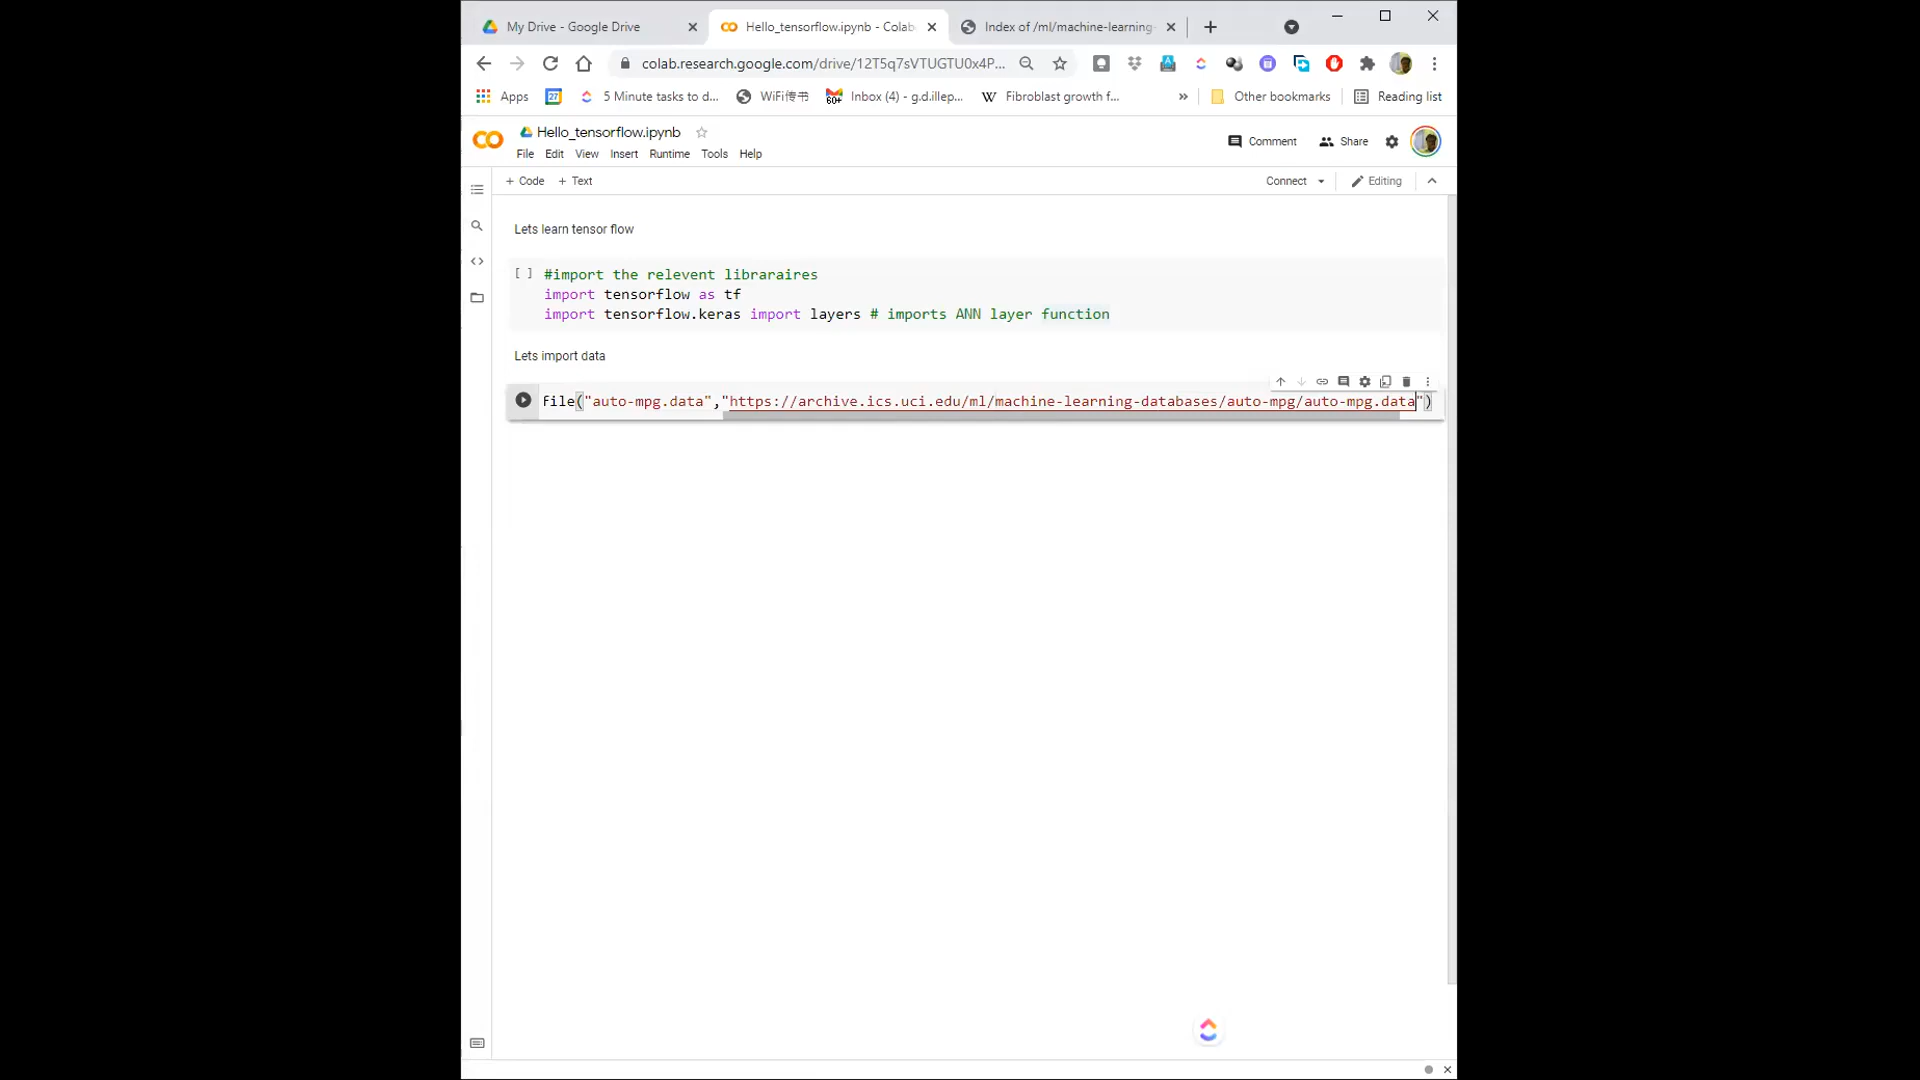 My Drive - Google Drive
Hello_tensorflow.ipynb - Colab
Index of /ml/machine-learning-
colab.research.google.com/drive/12T5q7sVTUGTU0x4P...
Apps
27
5 Minute tasks to d...
WiFi传书
60+
Inbox (4) - g.d.illep...
W
Fibroblast growth f...
»
Other bookmarks
Reading list
Hello_tensorflow.ipynb
Comment
Share
File Edit View Insert Runtime Tools Help
+ Code + Text
Connect
Editing
Lets learn tensor flow
[ ] #import the relevent libraraires
import tensorflow as tf
import tensorflow.keras import layers # imports ANN layer function
Lets import data
file("auto-mpg.data","https://archive.ics.uci.edu/ml/machine-learning-databases/auto-mpg/auto-mpg.data")